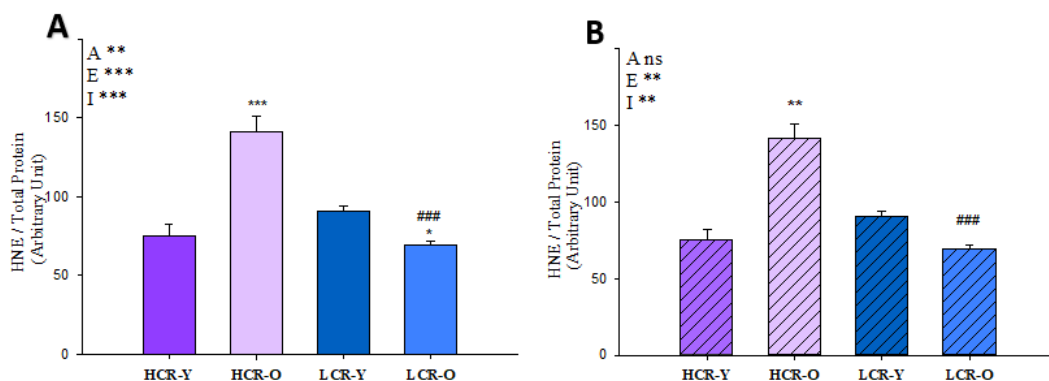 A
A **
E ***
I ***
HNE / Total Protein
(Arbitrary Unit)
150
100
50
0
***
###
*
HCR-Y HCR-O LCR-Y LCR-O
B
A ns
E **
I **
HNE / Total Protein
(Arbitrary Unit)
150
100
50
0
**
###
HCR-Y HCR-O LCR-Y LCR-O